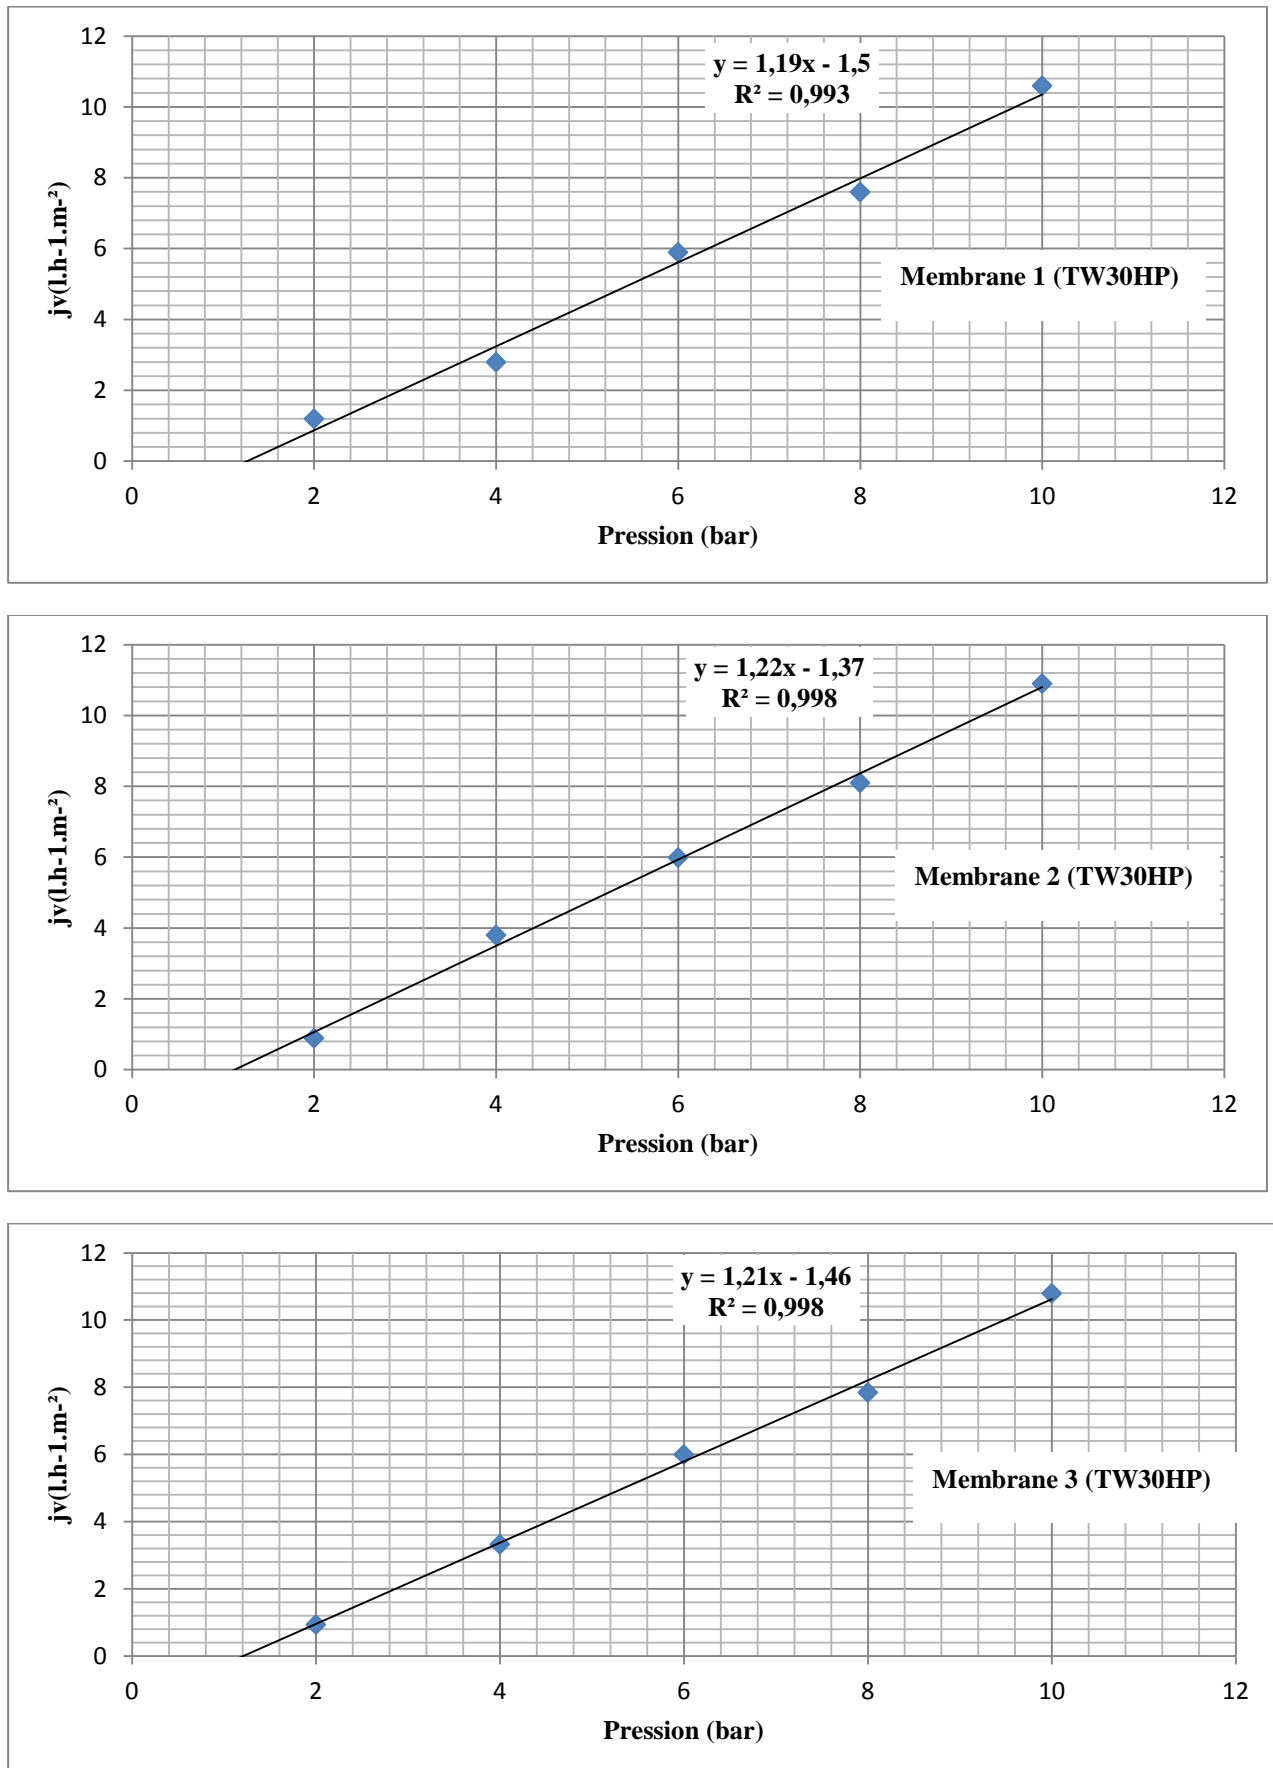 12
10
8
6
4
2
0
y = 1,19x - 1,5
R² = 0,993
jv(l.h-1.m-²)
Membrane 1 (TW30HP)
0 2 4 6 8 10 12
Pression (bar)
12
10
8
6
4
2
0
y = 1,22x - 1,37
R² = 0,998
jv(l.h-1.m-²)
Membrane 2 (TW30HP)
0 2 4 6 8 10 12
Pression (bar)
12
10
8
6
4
2
0
y = 1,21x - 1,46
R² = 0,998
jv(l.h-1.m-²)
Membrane 3 (TW30HP)
0 2 4 6 8 10 12
Pression (bar)